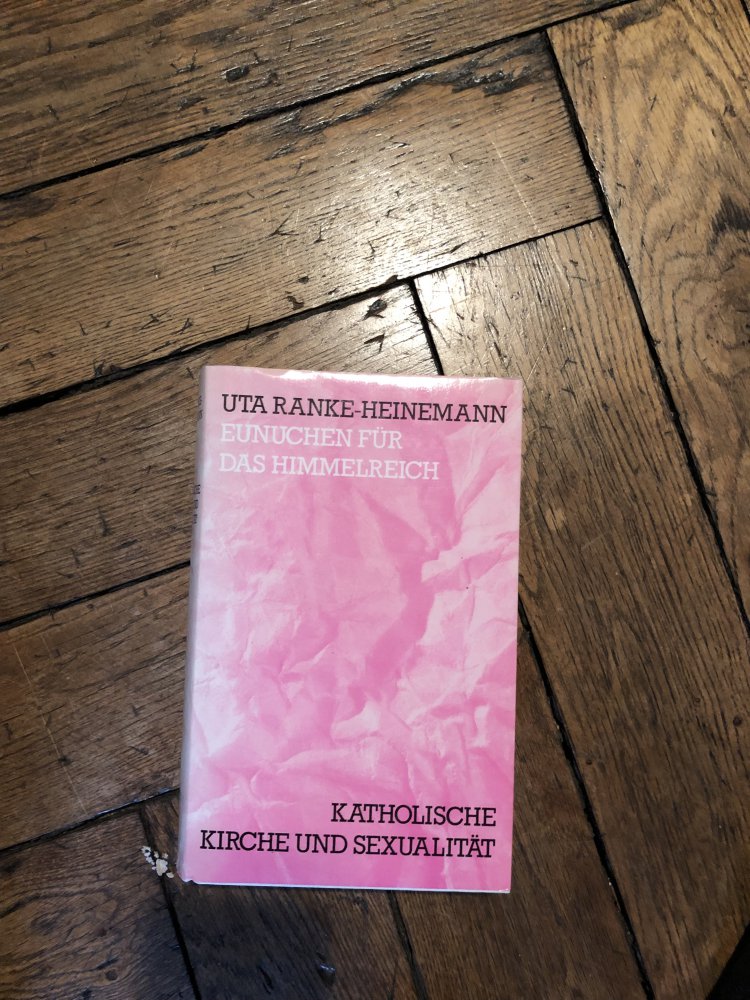 UTA RANKE-HEINEMANN
EUNUCHEN FÜR
DAS HIMMELREICH
KATHOLISCHE
KIRCHE UND SEXUALITÄT